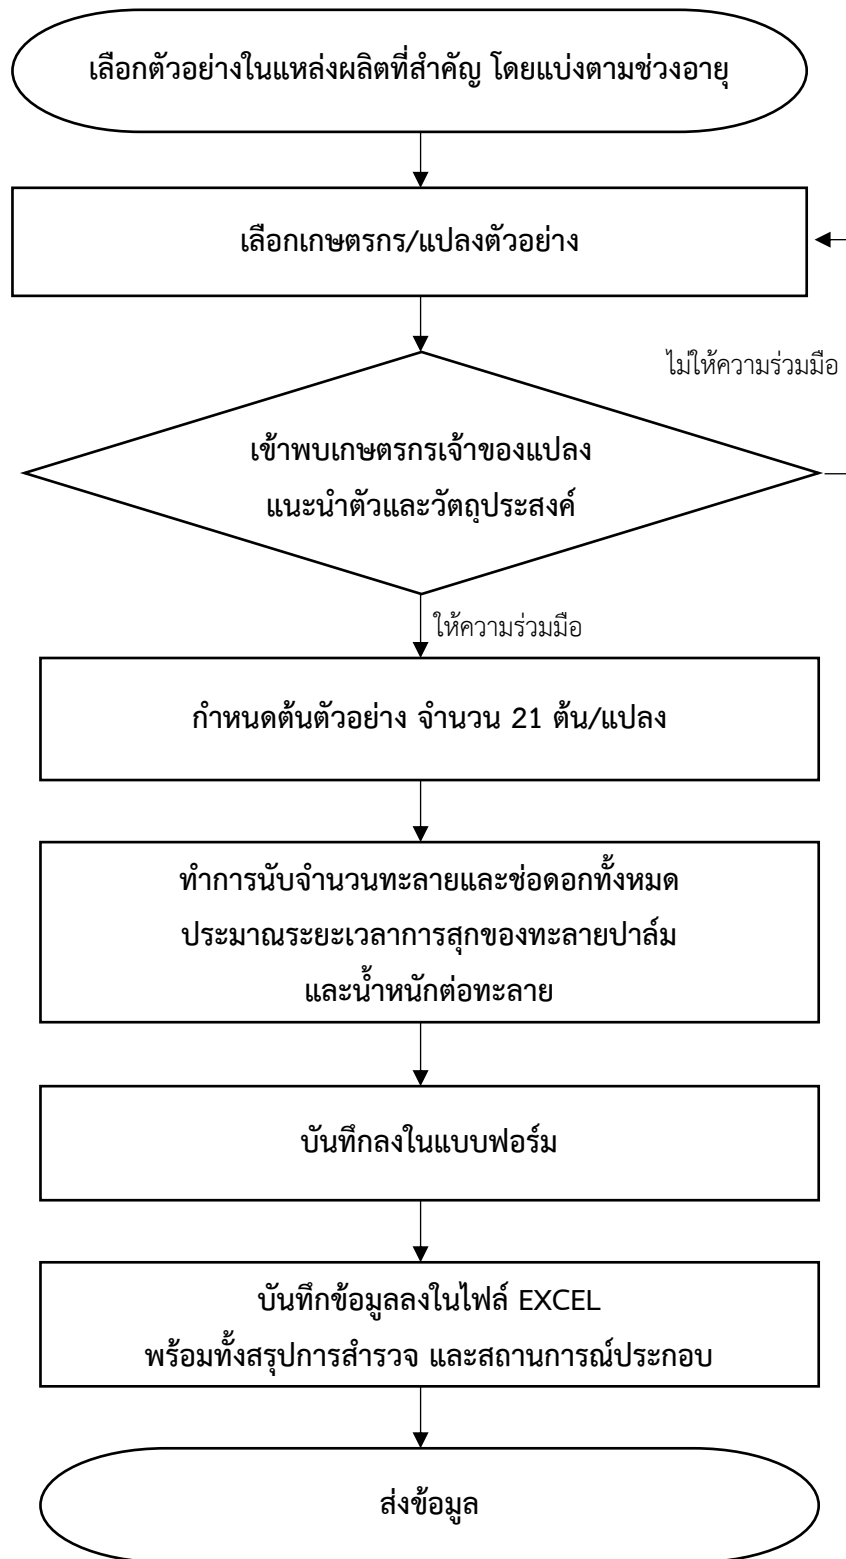 เลือกตัวอย่างในแหล่งผลิตที่สำคัญ โดยแบ่งตามช่วงอายุ
เลือกเกษตรกร/แปลงตัวอย่าง
ไม่ให้ความร่วมมือ
เข้าพบเกษตรกรเจ้าของแปลง
แนะนำตัวและวัตถุประสงค์
ให้ความร่วมมือ
กำหนดต้นตัวอย่าง จำนวน 21 ต้น/แปลง
ทำการนับจำนวนทะลายและช่อดอกทั้งหมด
ประมาณระยะเวลาการสุกของทะลายปาล์ม
และน้ำหนักต่อทะลาย
บันทึกลงในแบบฟอร์ม
บันทึกข้อมูลลงในไฟล์ EXCEL
พร้อมทั้งสรุปการสำรวจ และสถานการณ์ประกอบ
ส่งข้อมูล